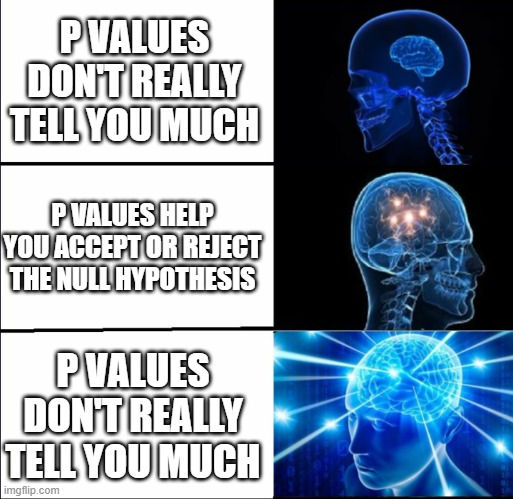 P VALUES
DON'T REALLY
TELL YOU MUCH
P VALUES HELP
YOU ACCEPT OR REJECT
THE NULL HYPOTHESIS
P VALUES
DON'T REALLY
TELL YOU MUCH
imgflip.com